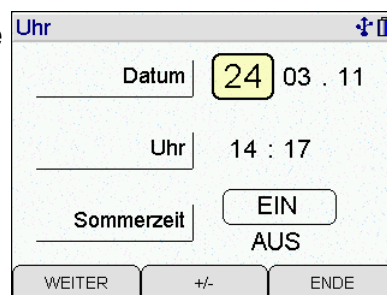 Uhr
Datum 24 03 . 11
Uhr 14 : 17
Sommerzeit EIN
AUS
WEITER +/- ENDE